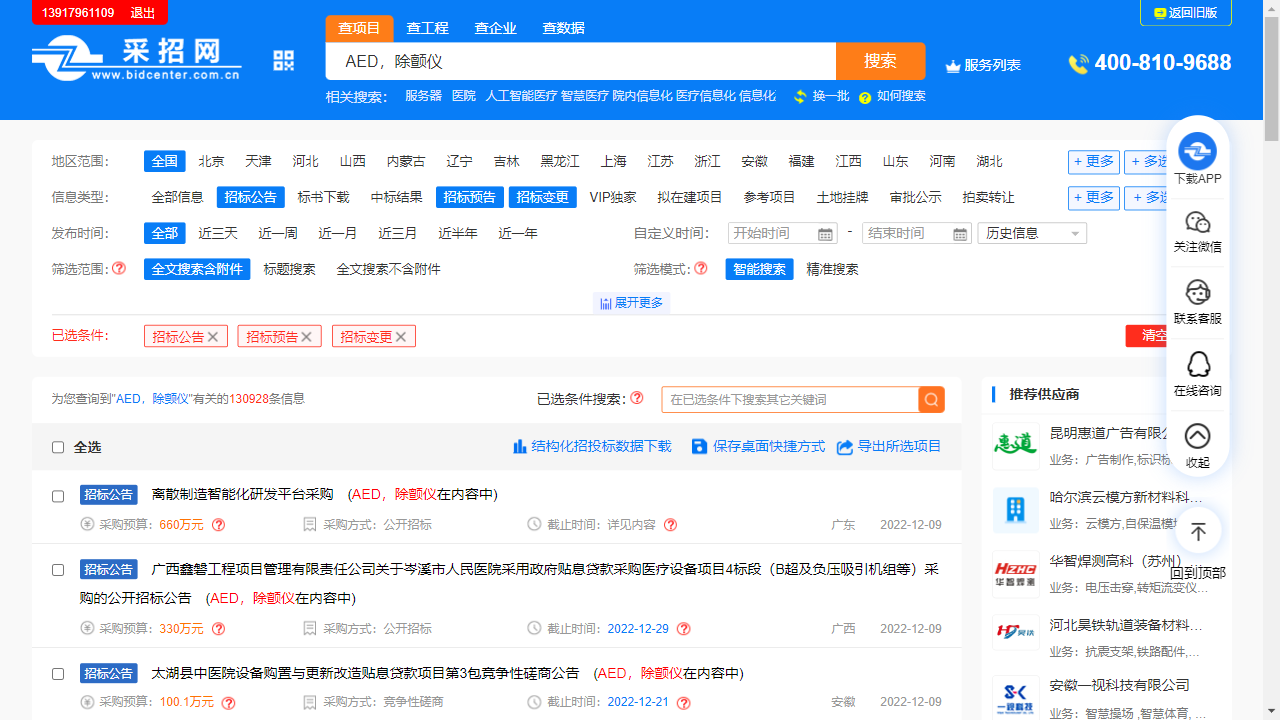 13917961109 退出
返回旧版
采招网
www.bidcenter.com.cn
查项目 查工程 查企业 查数据
AED，除颤仪
搜索
服务列表
400-810-9688
相关搜索： 服务器 医院 人工智能医疗 智慧医疗 院内信息化 医疗信息化 信息化 换一批 如何搜索
地区范围： 全国 北京 天津 河北 山西 内蒙古 辽宁 吉林 黑龙江 上海 江苏 浙江 安徽 福建 江西 山东 河南 湖北 + 更多 + 多选
信息类型： 全部信息 招标公告 标书下载 中标结果 招标预告 招标变更 VIP独家 拟在建项目 参考项目 土地挂牌 审批公示 拍卖转让 + 更多 + 多选
发布时间： 全部 近三天 近一周 近一月 近三月 近半年 近一年 自定义时间： 开始时间 - 结束时间 历史信息
筛选范围： 全文搜索含附件 标题搜索 全文搜索不含附件 筛选模式： 智能搜索 精准搜索
展开更多
已选条件： 招标公告 招标预告 招标变更 清空
下载APP
关注微信
联系客服
在线咨询
收起
回到顶部
为您查询到"AED，除颤仪"有关的130928条信息 已选条件搜索： 在已选条件下搜索其它关键词
全选 结构化招投标数据下载 保存桌面快捷方式 导出所选项目
招标公告 离散制造智能化研发平台采购 (AED，除颤仪在内容中)
采购预算：660万元 采购方式：公开招标 截止时间：详见内容 广东 2022-12-09
招标公告 广西鑫磐工程项目管理有限责任公司关于岑溪市人民医院采用政府贴息贷款采购医疗设备项目4标段（B超及负压吸引机组等）采
购的公开招标公告 (AED，除颤仪在内容中)
采购预算：330万元 采购方式：公开招标 截止时间：2022-12-29 广西 2022-12-09
招标公告 太湖县中医院设备购置与更新改造贴息贷款项目第3包竞争性磋商公告 (AED，除颤仪在内容中)
采购预算：100.1万元 采购方式：竞争性磋商 截止时间：2022-12-21 安徽 2022-12-09
推荐供应商
惠道
昆明惠道广告有限公
业务：广告制作,标识标
哈尔滨云模方新材料科...
业务：云模方,自保温模
HZHC
华智焊测
华智焊测高科（苏州）
业务：电压击穿,转矩流变仪...
昊铁
河北昊铁轨道装备材料...
业务：抗震支架,铁路配件,...
一视科技
安徽一视科技有限公司
业务：智慧操场 ,智慧体育, ...